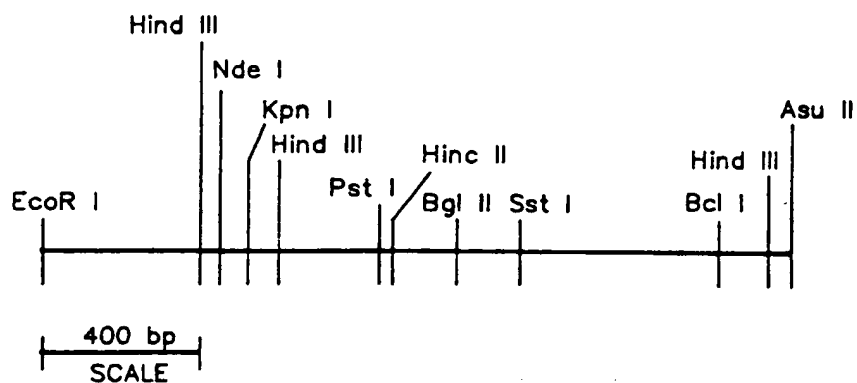 Hind III
Nde I
Kpn I
Asu II
Hind III
Hinc II
Hind III
Pst I
EcoR I
Bgl II
Sst I
Bcl I
400 bp
SCALE